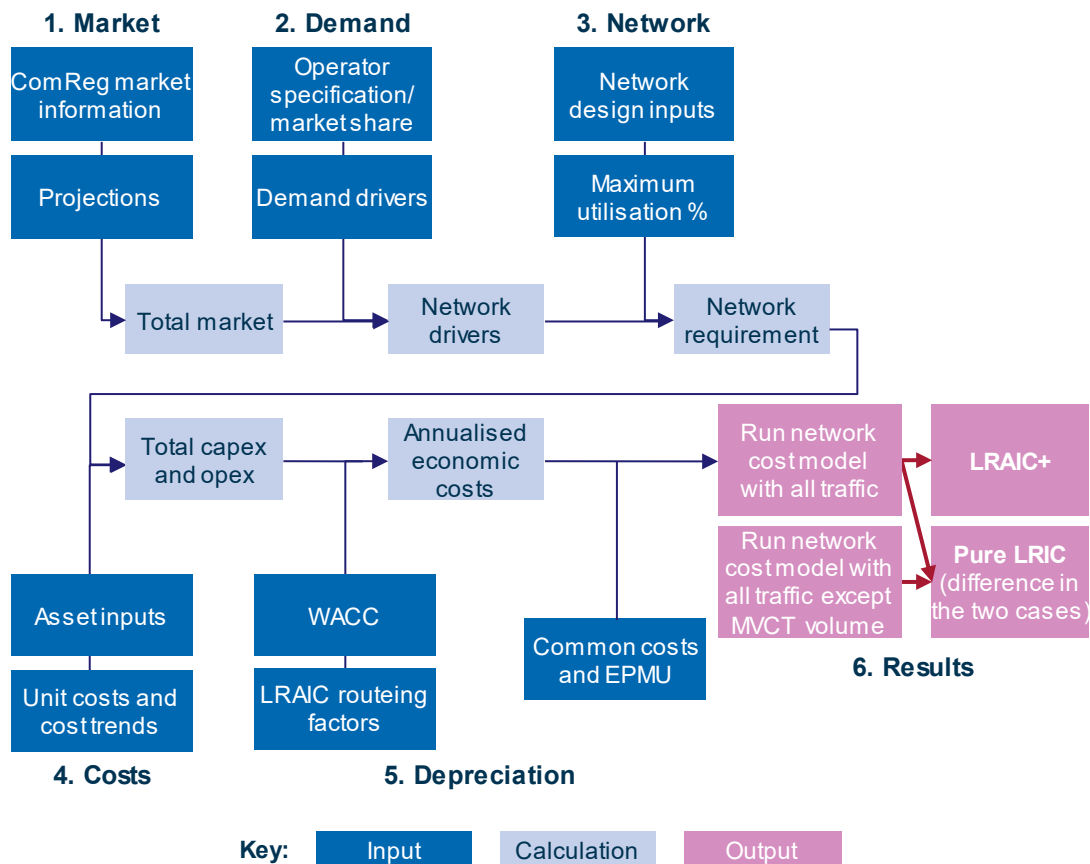 1. Market
2. Demand
3. Network
ComReg market
information
Operator
specification/
market share
Network
design inputs
Projections
Demand drivers
Maximum
utilisation %
Total market
Network
drivers
Network
requirement
Total capex
and opex
Annualised
economic
costs
Run network
cost model
with all traffic
LRAIC+
Run network
cost model with
all traffic except
MVCT volume
Pure LRIC
(difference in
the two cases)
Asset inputs
WACC
Common costs
and EPMU
6. Results
Unit costs and
cost trends
LRAIC routeing
factors
4. Costs
5. Depreciation
Key:
Input
Calculation
Output